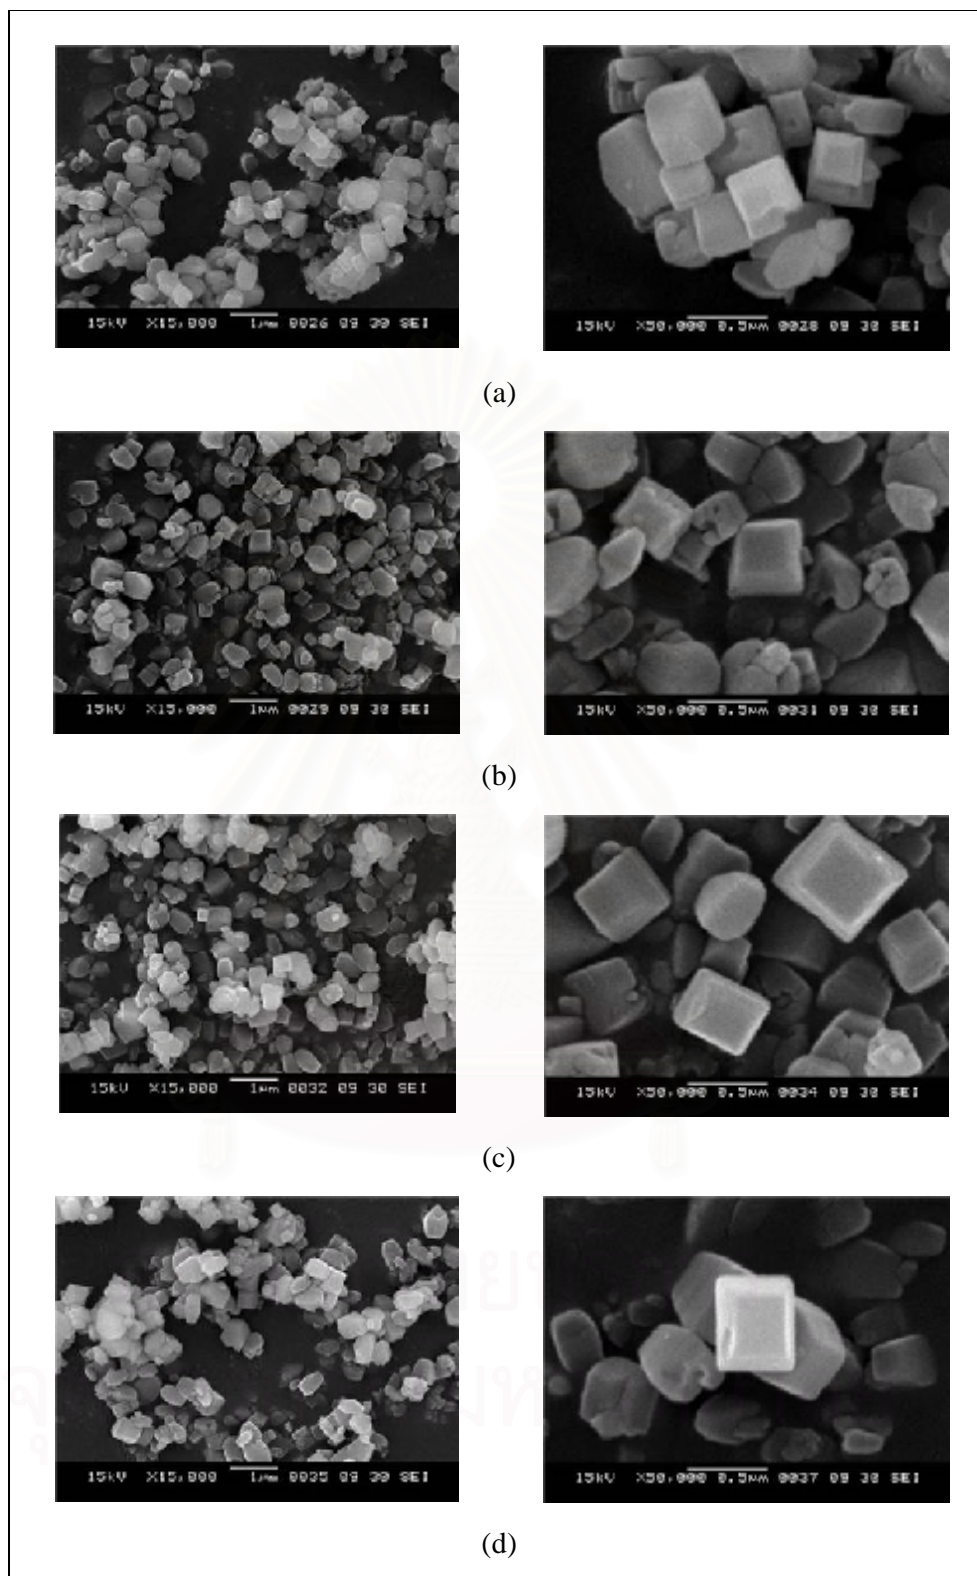 15kV X15,000 1µm 0026 09 30 SEI
15kV X50,000 0.5µm 0028 09 30 SEI
(a)
15kV X15,000 1µm 0029 09 30 SEI
15kV X50,000 0.5µm 0031 09 30 SEI
(b)
15kV X15,000 1µm 0032 09 30 SEI
15kV X50,000 0.5µm 0034 09 30 SEI
(c)
15kV X15,000 1µm 0035 09 30 SEI
15kV X50,000 0.5µm 0037 09 30 SEI
(d)